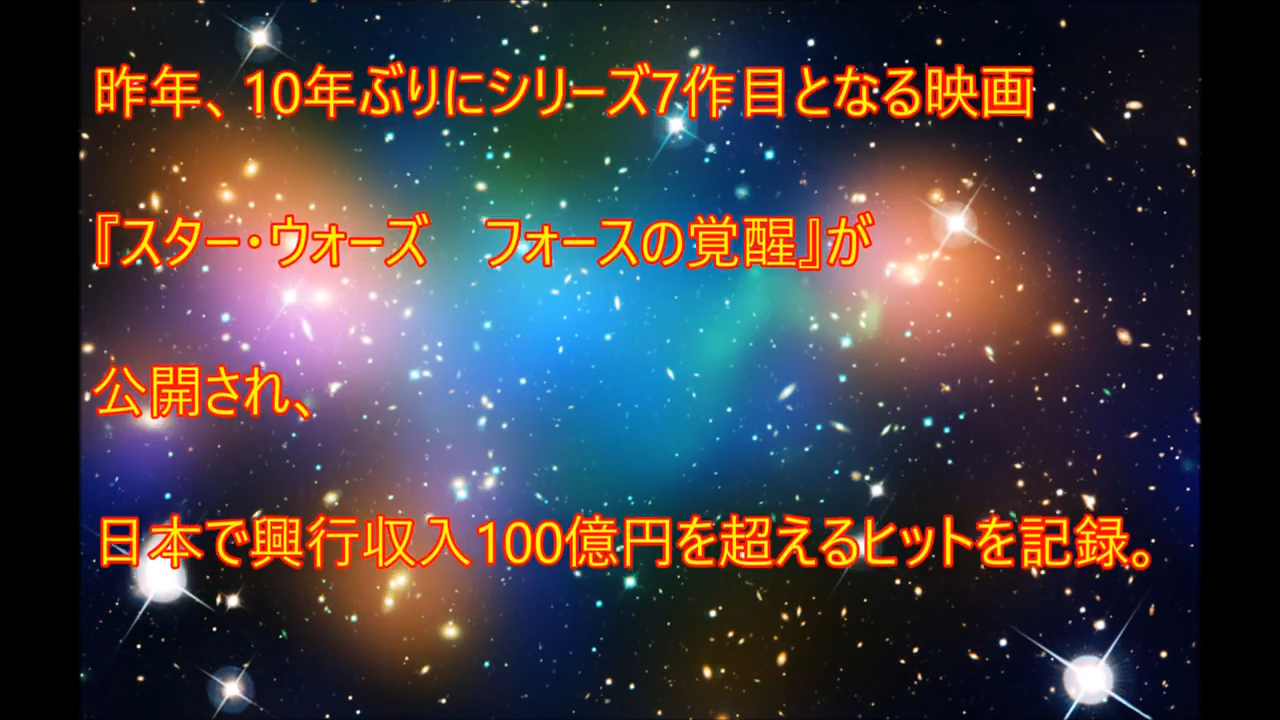 昨年、10年ぶりにシリーズ7作目となる映画
『スター・ウォーズ　フォースの覚醒』が
公開され、
日本で興行収入100億円を超えるヒットを記録。